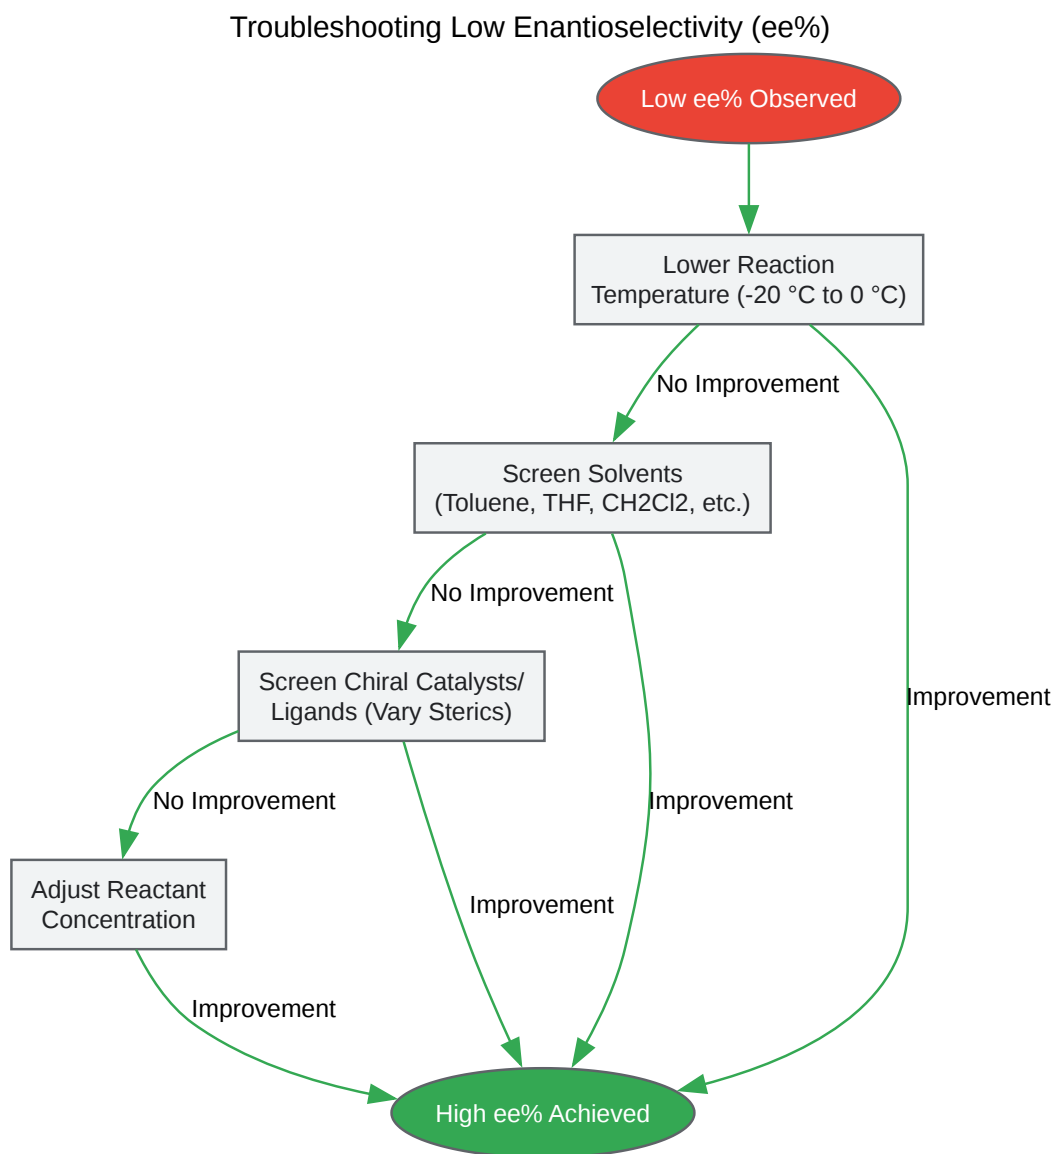 Troubleshooting Low Enantioselectivity (ee%)
Low ee% Observed
Lower Reaction
Temperature (-20 °C to 0 °C)
No Improvement
Screen Solvents
(Toluene, THF, CH2Cl2, etc.)
No Improvement
Screen Chiral Catalysts/
Ligands (Vary Sterics)
Improvement
No Improvement
Improvement
Adjust Reactant
Concentration
Improvement
Improvement
High ee% Achieved